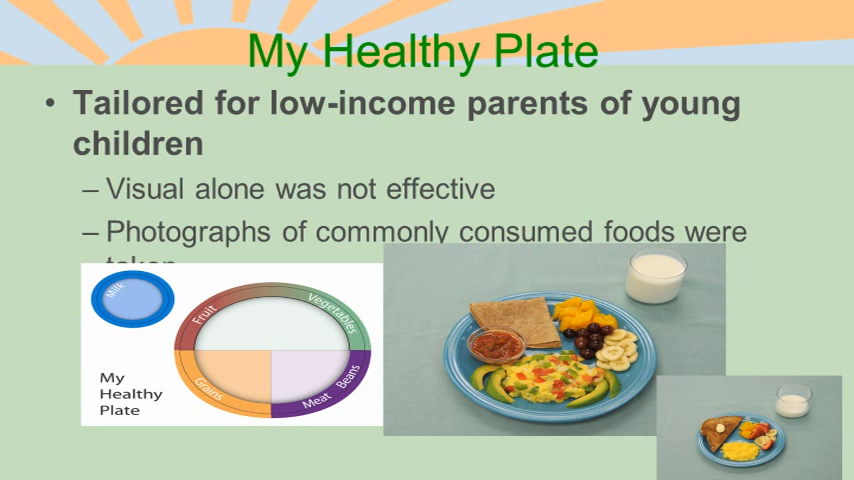 My Healthy Plate
• Tailored for low-income parents of young
children
– Visual alone was not effective
– Photographs of commonly consumed foods were
taken
Milk
Fruit
Vegetables
Grains
Meat Beans
My
Healthy
Plate